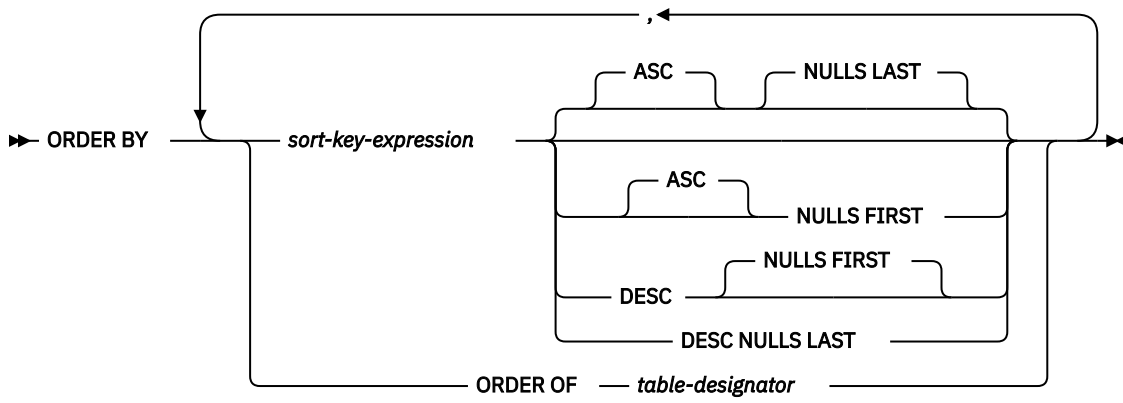 ,
ASC NULLS LAST
ORDER BY sort-key-expression
ASC
NULLS FIRST
NULLS FIRST
DESC
DESC NULLS LAST
ORDER OF table-designator